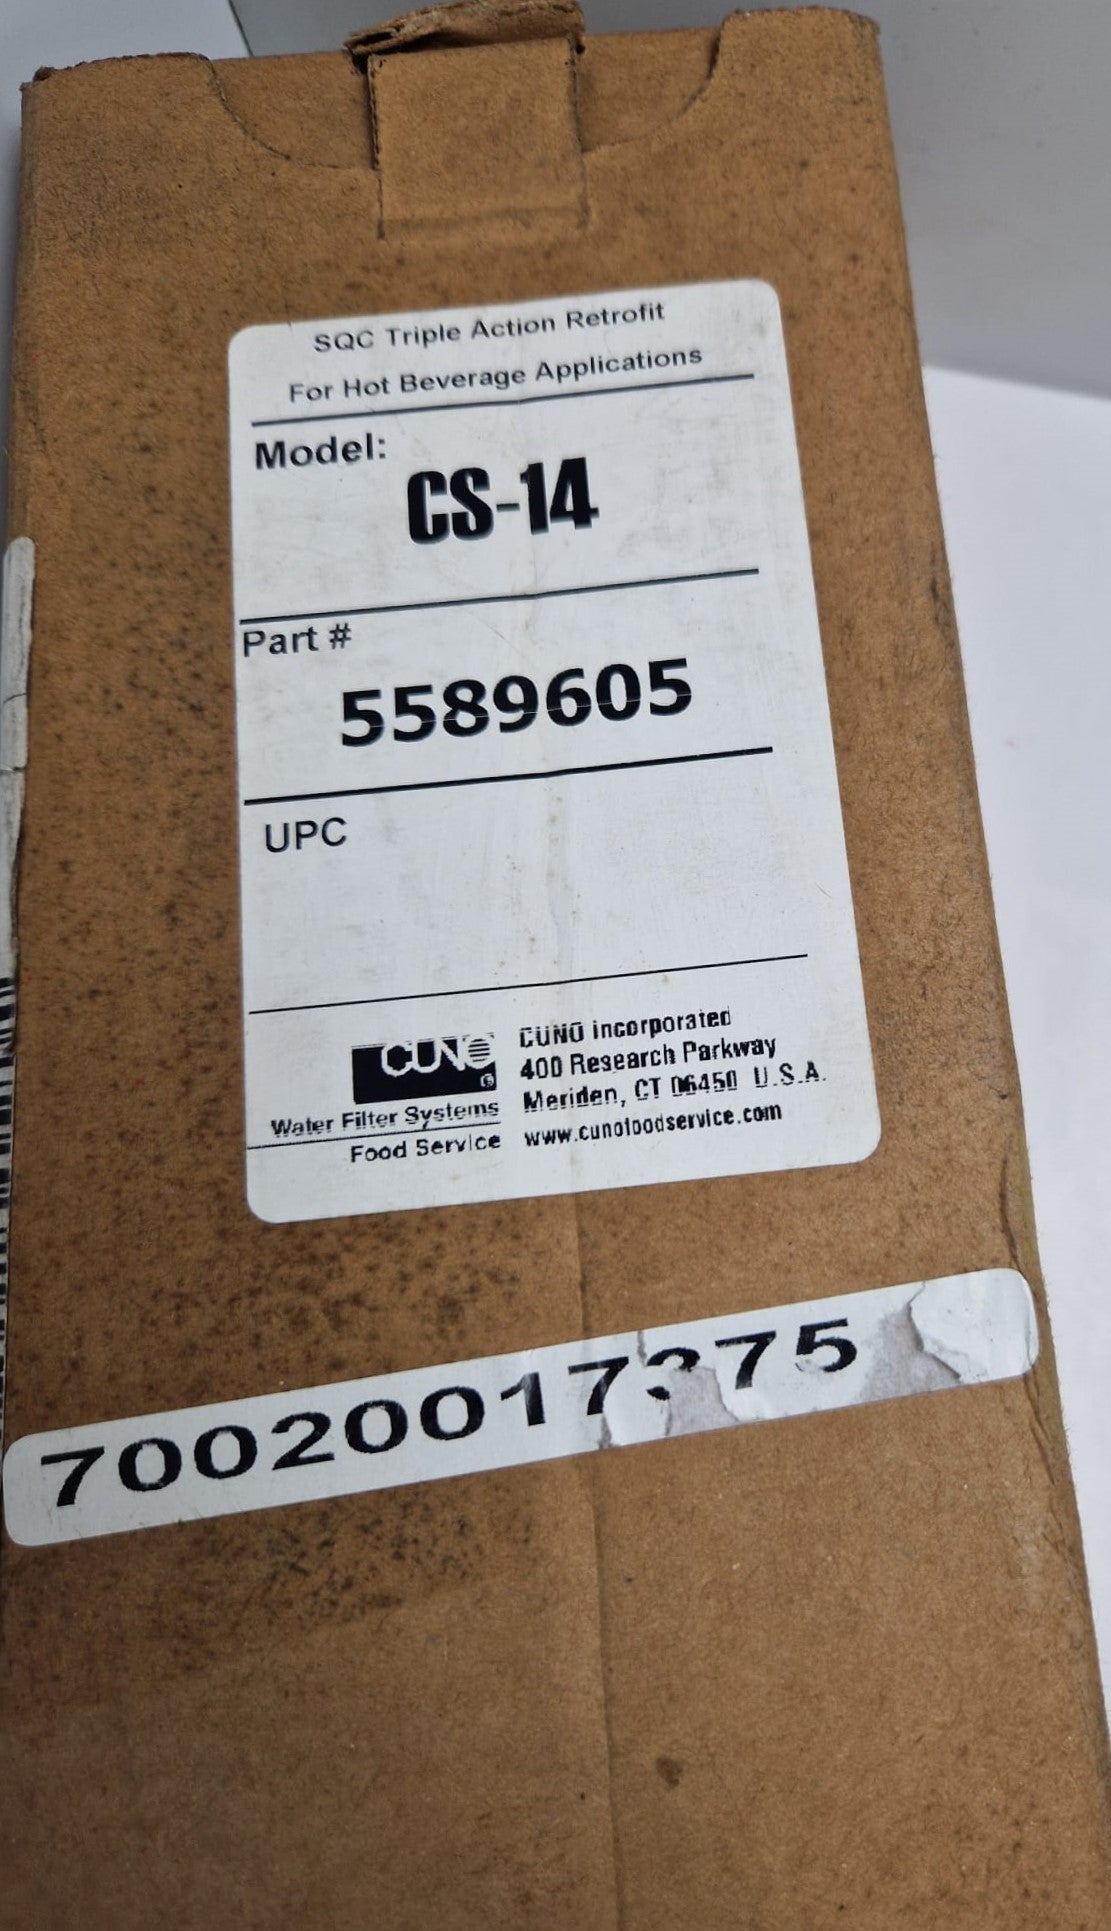 SQC Triple Action Retrofit
For Hot Beverage Applications
Model:
CS-14
Part #
5589605
UPC
CUNO
Water Filter Systems
Food Service
CUNO incorporated
400 Research Parkway
Meriden, CT 06450 U.S.A.
www.cunofoodservice.com